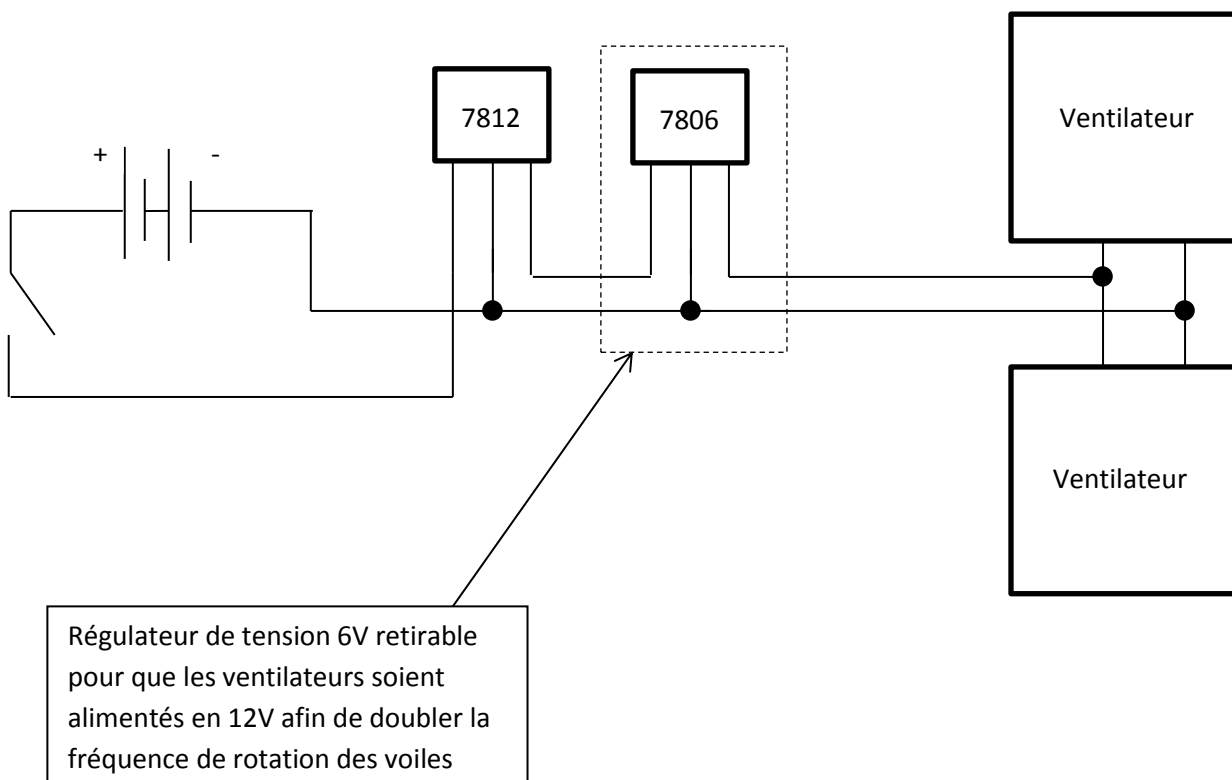 7812
7806
Ventilateur
+ -
Ventilateur
Régulateur de tension 6V retirable
pour que les ventilateurs soient
alimentés en 12V afin de doubler la
fréquence de rotation des voiles